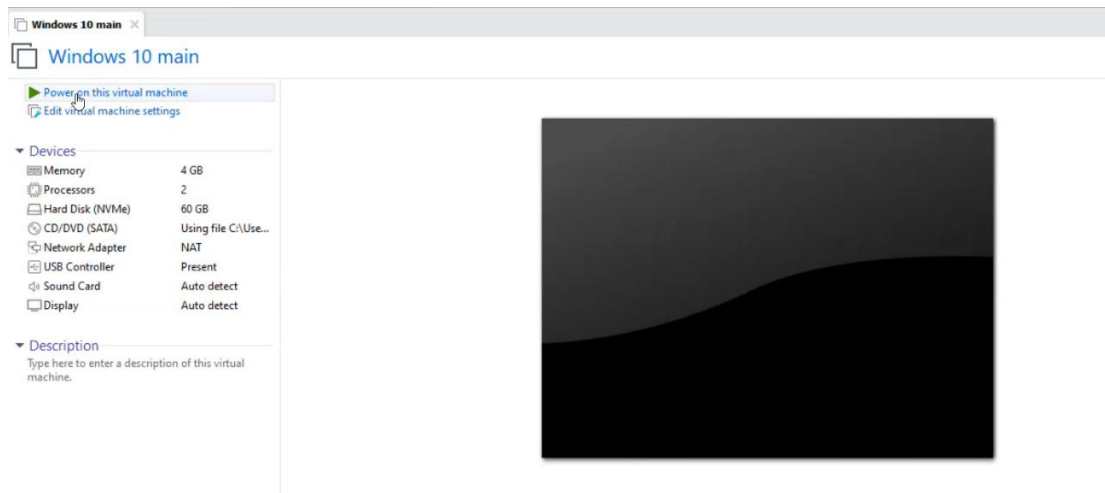 Windows 10 main
Windows 10 main
Power on this virtual machine
Edit virtual machine settings
Devices
Memory 4 GB
Processors 2
Hard Disk (NVMe) 60 GB
CD/DVD (SATA) Using file C:\Use...
Network Adapter NAT
USB Controller Present
Sound Card Auto detect
Display Auto detect
Description
Type here to enter a description of this virtual
machine.